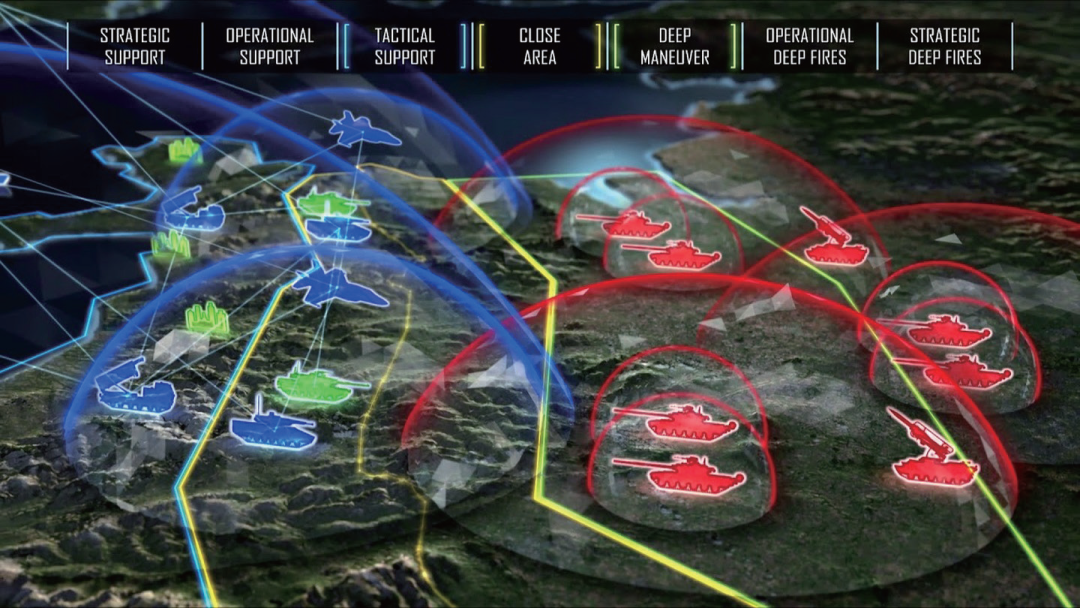 STRATEGIC
SUPPORT
OPERATIONAL
SUPPORT
TACTICAL
SUPPORT
CLOSE
AREA
DEEP
MANEUVER
OPERATIONAL
DEEP FIRES
STRATEGIC
DEEP FIRES